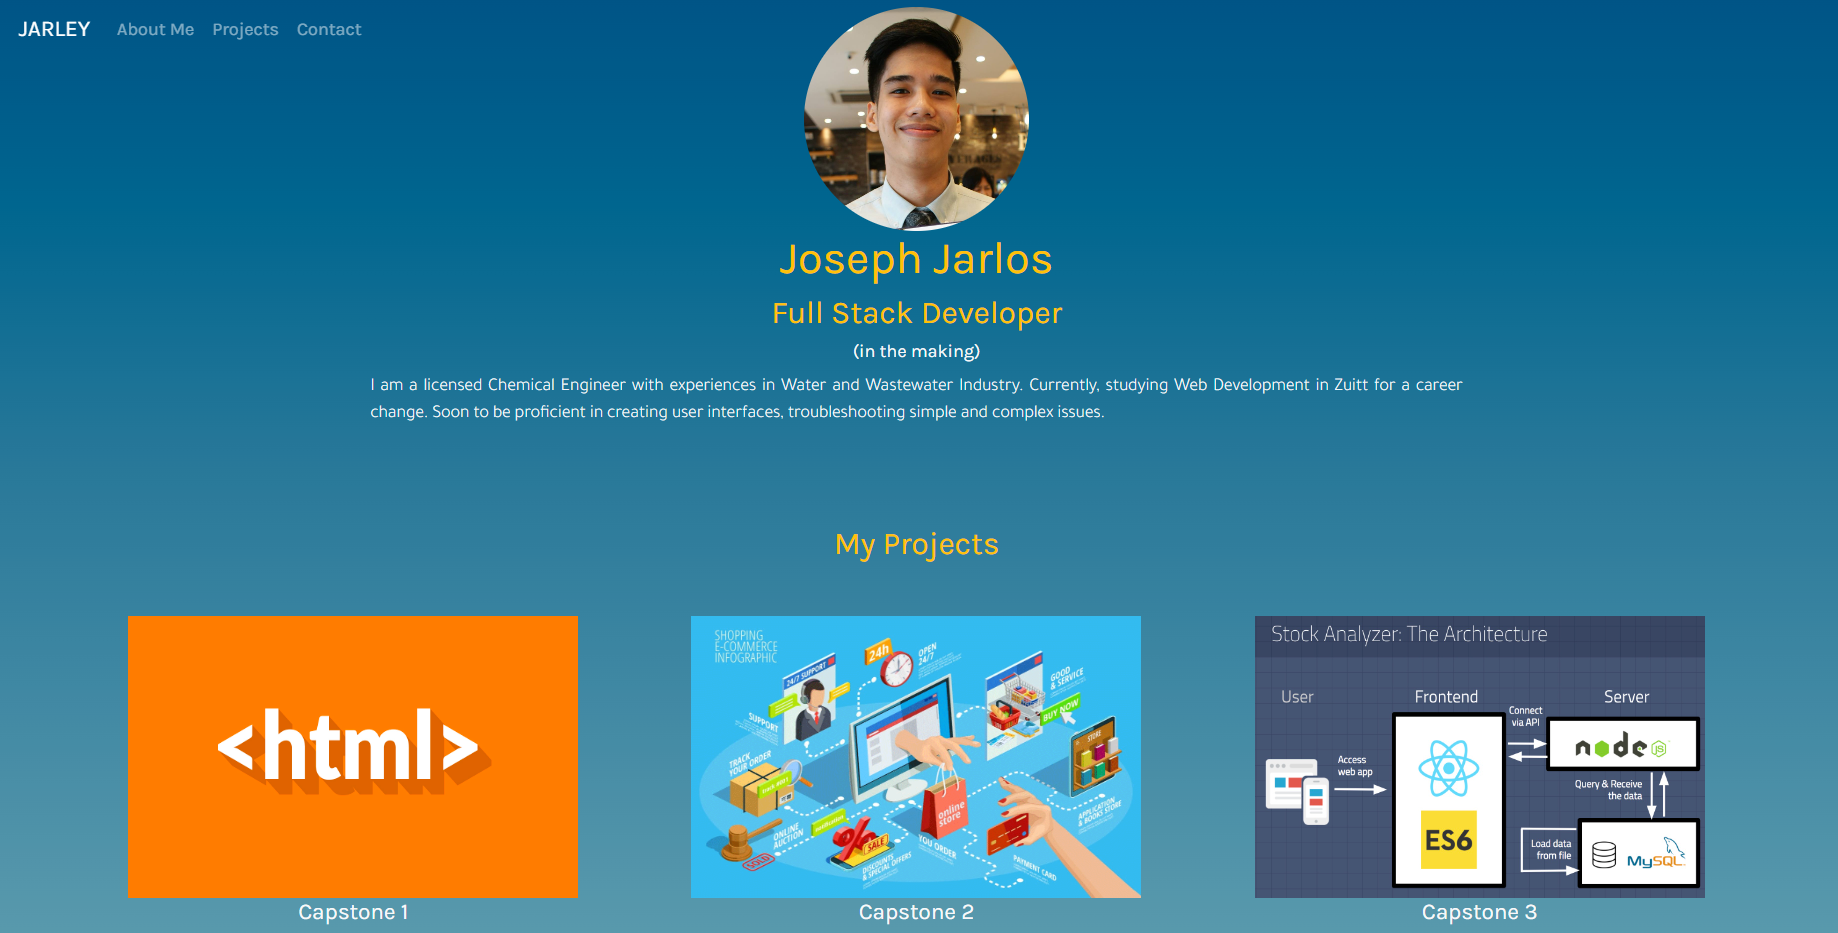 JARLEY About Me Projects Contact
Joseph Jarlos
Full Stack Developer
(in the making)
I am a licensed Chemical Engineer with experiences in Water and Wastewater Industry. Currently, studying Web Development in Zuitt for a career
change. Soon to be proficient in creating user interfaces, troubleshooting simple and complex issues.
My Projects
<html>
Capstone 1
SHOPPING
E-COMMERCE
INFOGRAPHIC
24/7 SUPPORT
24h
OPEN
24/7
GOOD
& SERVICE
BUY NOW
SUPPORT
STORE
TRACK
YOUR ORDER
online
store
APPLICATION
& BOOKS STORE
ONLINE
AUCTION
SOLD
%
SALE
DISCOUNTS
& SPECIAL OFFERS
YOU ORDER
PAYMENT CARD
Capstone 2
Stock Analyzer: The Architecture
User
Frontend
Server
Connect
via API
node
JS
Access
web app
Query & Receive
the data
ES6
Load data
from file
MySQL
Capstone 3